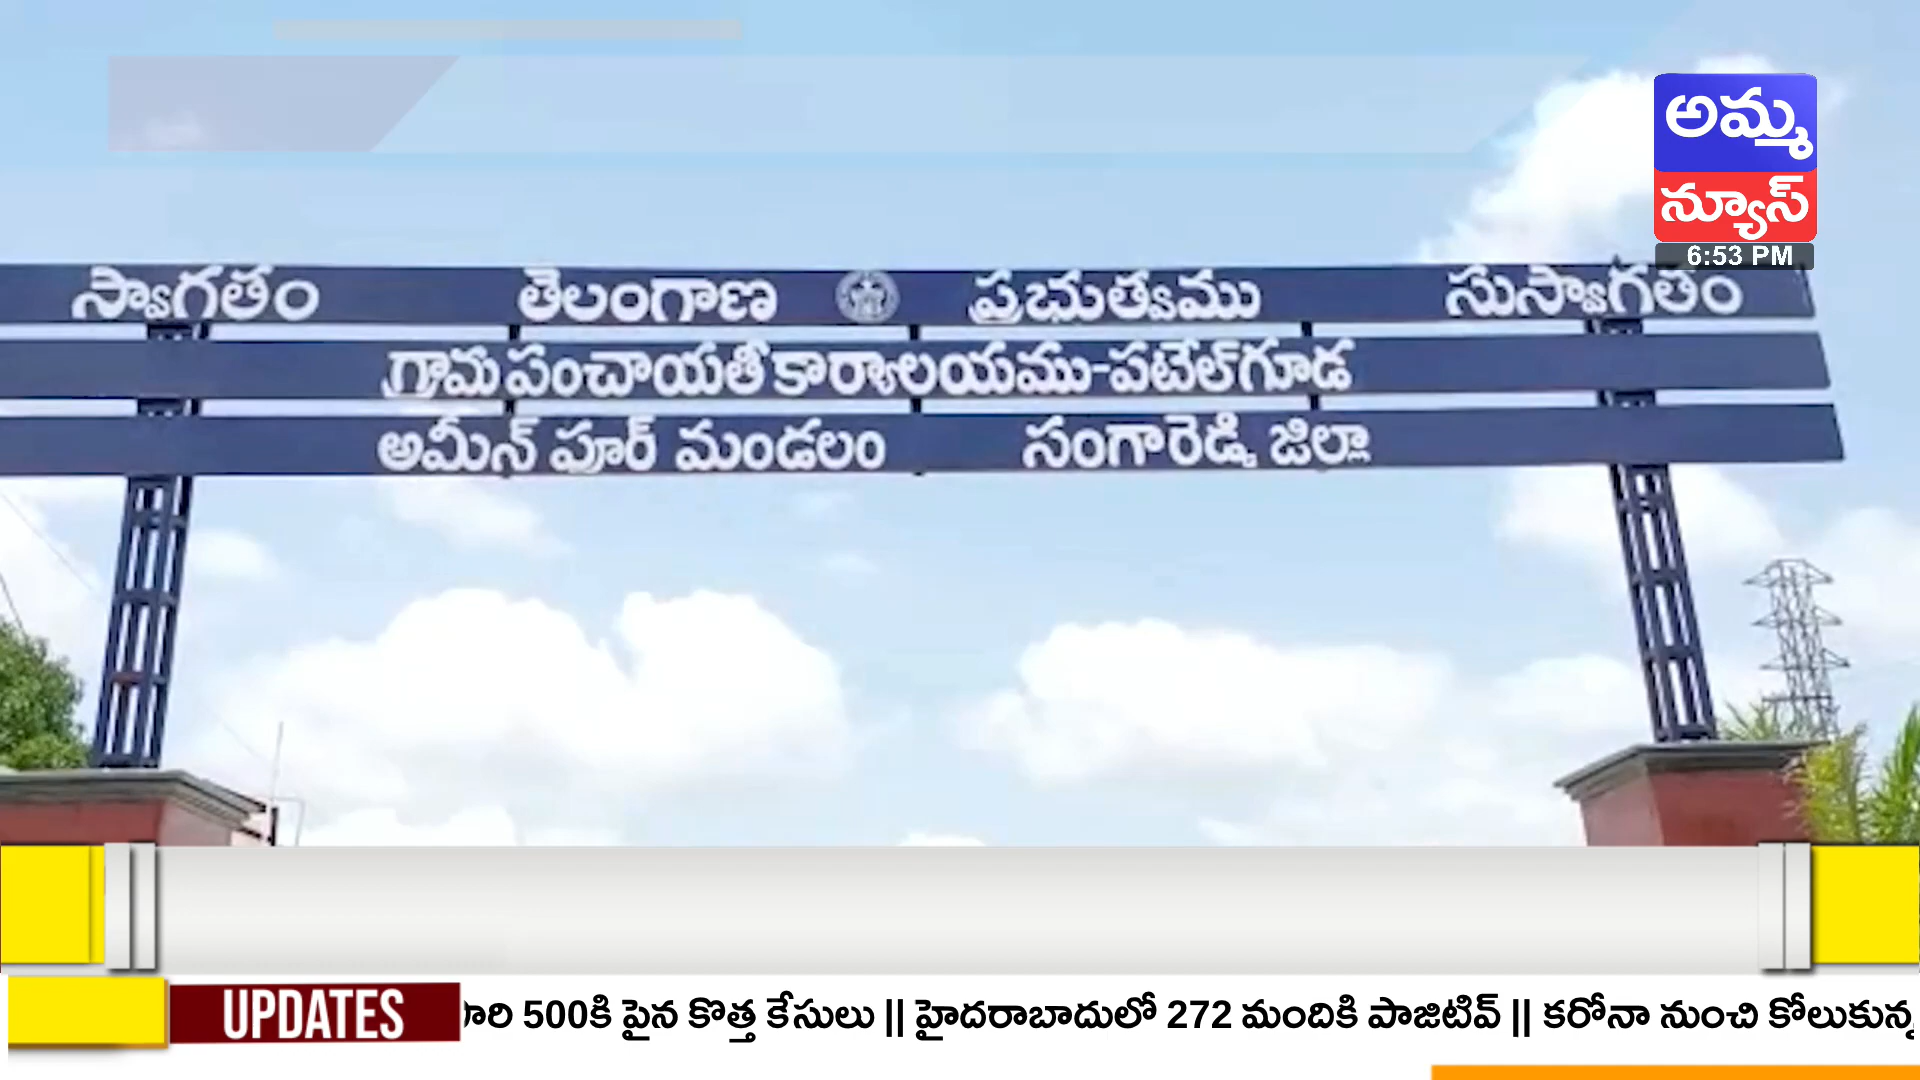 అమ్మ
న్యూస్
6:53 PM
స్వాగతం తెలంగాణ ప్రభుత్వము సుస్వాగతం
గ్రామ పంచాయతీ కార్యాలయము-పటేల్‌గూడ
అమీన్ పూర్ మండలం సంగారెడ్డి జిల్లా
UPDATES 500కి పైన కొత్త కేసులు || హైదరాబాదులో 272 మందికి పాజిటివ్ || కరోనా నుంచి